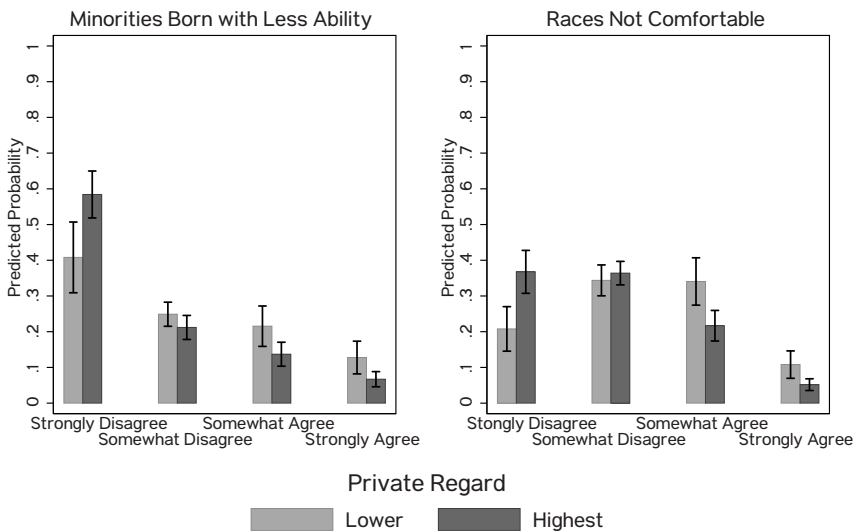 Minorities Born with Less Ability
Predicted Probability
0 .1 .2 .3 .4 .5 .6 .7 .8 .9 1
Strongly Disagree
Somewhat Disagree
Somewhat Agree
Strongly Agree
Races Not Comfortable
Predicted Probability
0 .1 .2 .3 .4 .5 .6 .7 .8 .9 1
Stongly Disagree
Somewhat Disagree
Somewhat Agree
Strongly Agree
Private Regard
Lower
Highest